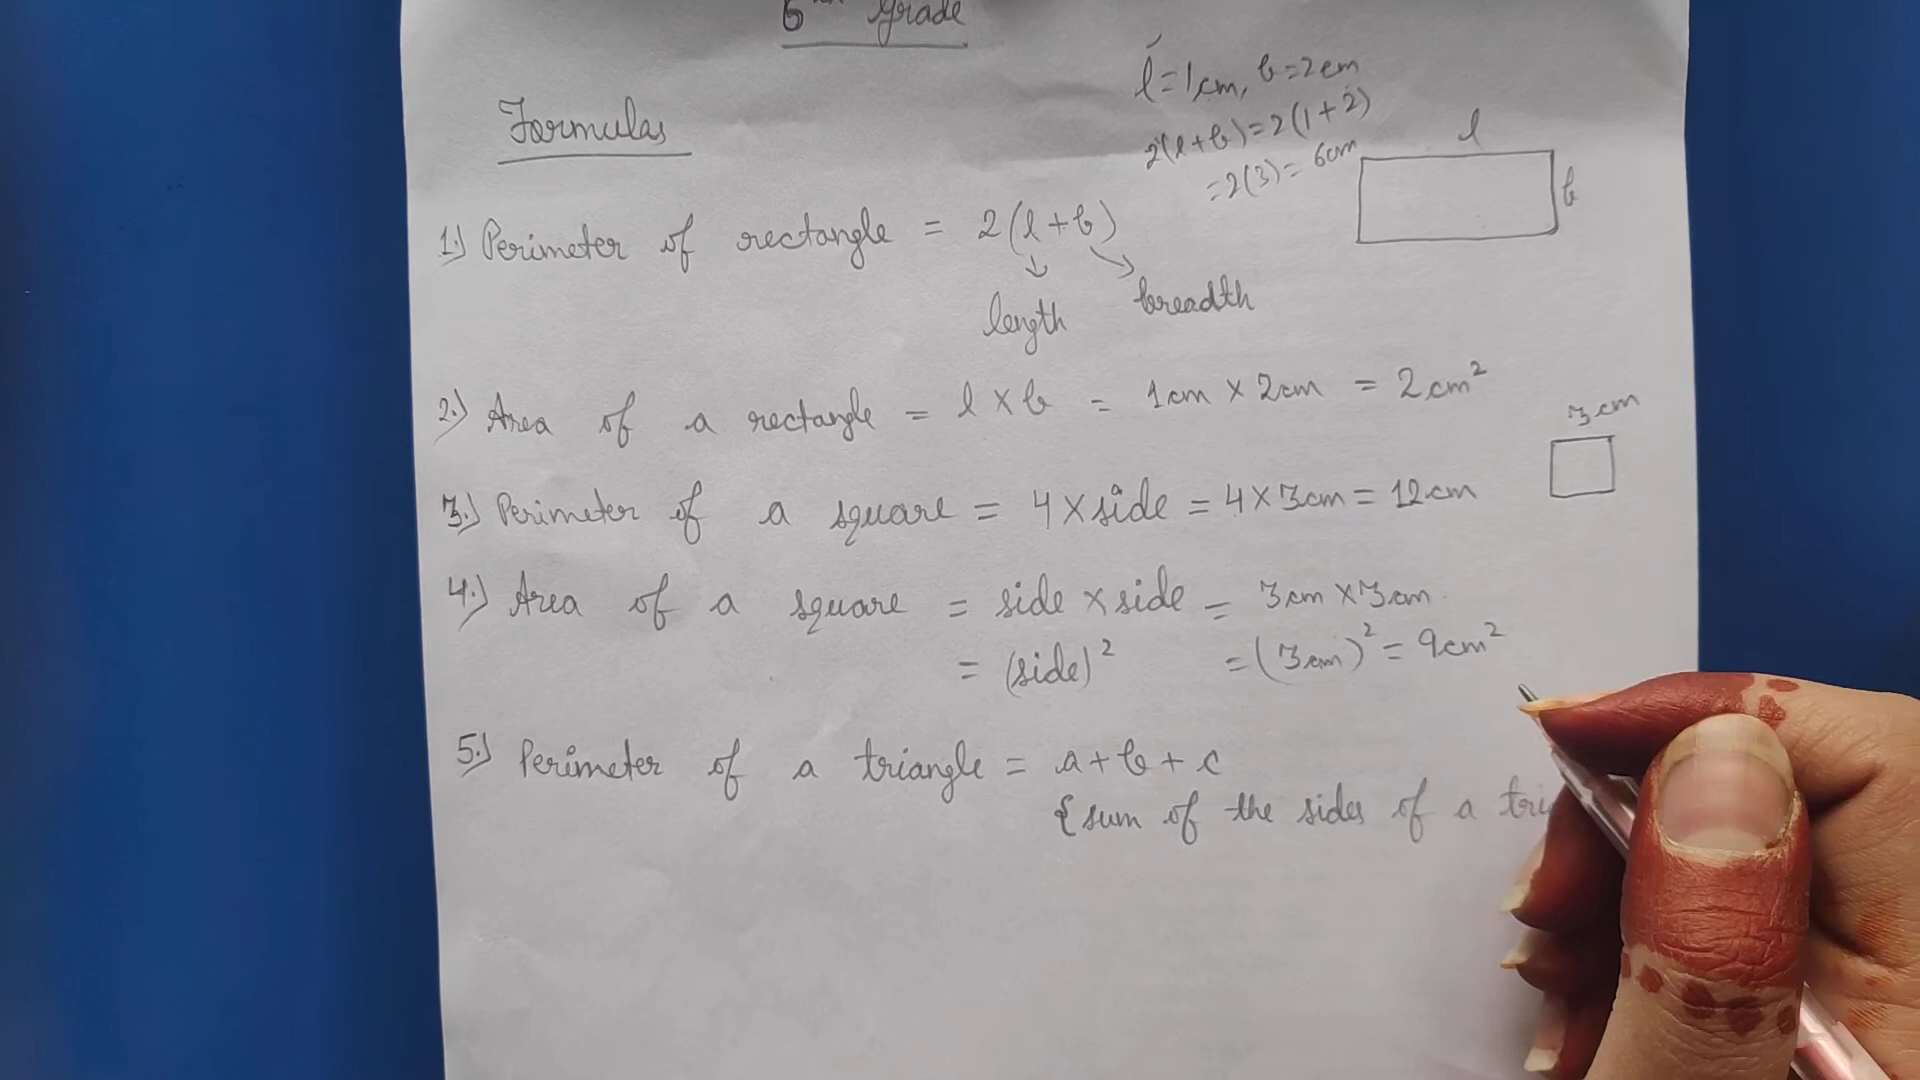 6th Grade
Formulas
l = 1cm, b = 2cm
2(l+b) = 2(1+2)
= 2(3) = 6cm
l
b
1.) Perimeter of rectangle = 2(l+b)
length
breadth
2.) Area of a rectangle = l × b = 1cm × 2cm = 2cm²
3cm
3.) Perimeter of a square = 4 × side = 4 × 3cm = 12cm
4.) Area of a square = side × side = 3cm × 3cm
= (side)² = (3cm)² = 9cm²
5.) Perimeter of a triangle = a + b + c
{sum of the sides of a tri